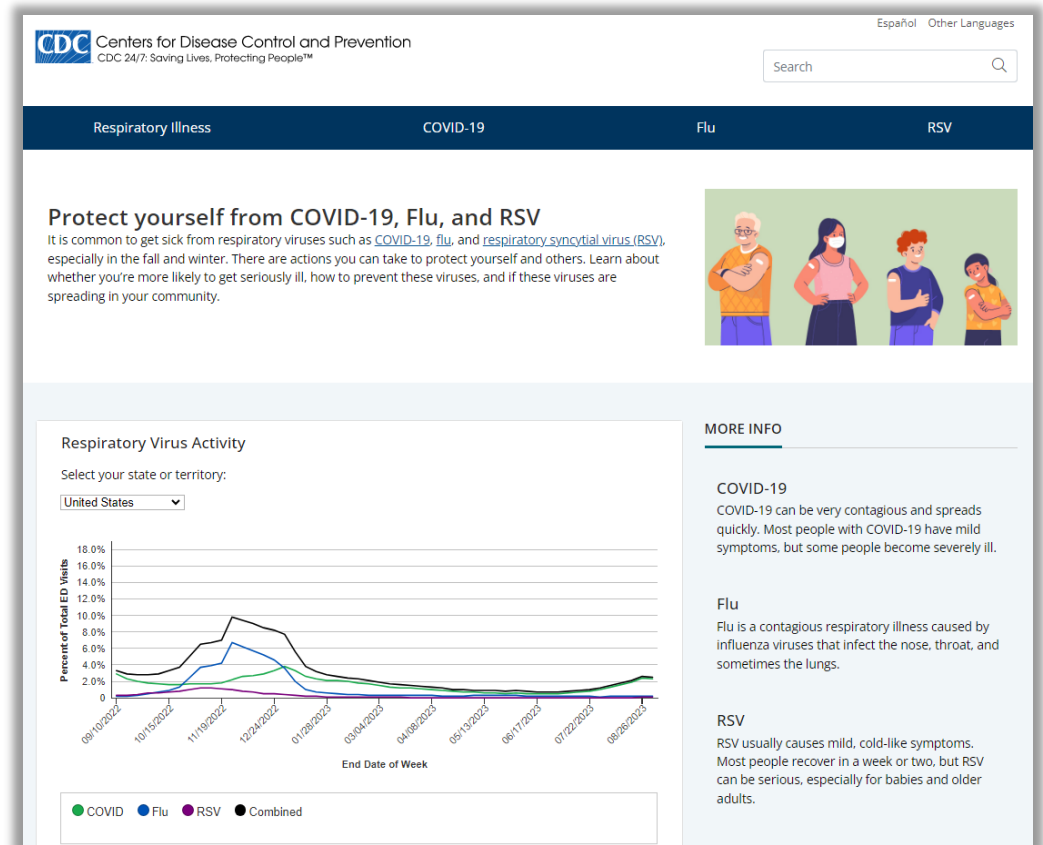 Español Other Languages
CDC Centers for Disease Control and Prevention
CDC 24/7: Saving Lives, Protecting People™
Search
Respiratory Illness COVID-19 Flu RSV
Protect yourself from COVID-19, Flu, and RSV
It is common to get sick from respiratory viruses such as COVID-19, flu, and respiratory syncytial virus (RSV),
especially in the fall and winter. There are actions you can take to protect yourself and others. Learn about
whether you're more likely to get seriously ill, how to prevent these viruses, and if these viruses are
spreading in your community.
Respiratory Virus Activity
Select your state or territory:
United States
Percent of Total ED Visits
18.0%
16.0%
14.0%
12.0%
10.0%
8.0%
6.0%
4.0%
2.0%
0
09/10/2022 10/15/2022 11/19/2022 12/24/2022 01/28/2023 03/04/2023 04/08/2023 05/13/2023 06/17/2023 07/22/2023 08/26/2023
End Date of Week
COVID Flu RSV Combined
MORE INFO
COVID-19
COVID-19 can be very contagious and spreads
quickly. Most people with COVID-19 have mild
symptoms, but some people become severely ill.
Flu
Flu is a contagious respiratory illness caused by
influenza viruses that infect the nose, throat, and
sometimes the lungs.
RSV
RSV usually causes mild, cold-like symptoms.
Most people recover in a week or two, but RSV
can be serious, especially for babies and older
adults.